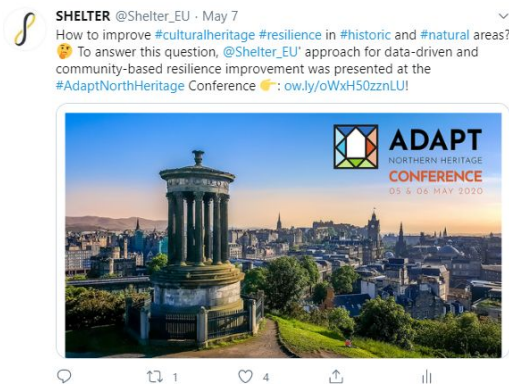 SHELTER @Shelter_EU · May 7
How to improve #culturalheritage #resilience in #historic and #natural areas?
🤔 To answer this question, @Shelter_EU' approach for data-driven and
community-based resilience improvement was presented at the
#AdaptNorthHeritage Conference 👉: ow.ly/oWxH50zznLU!
ADAPT
NORTHERN HERITAGE
CONFERENCE
05 & 06 MAY 2020
1
4